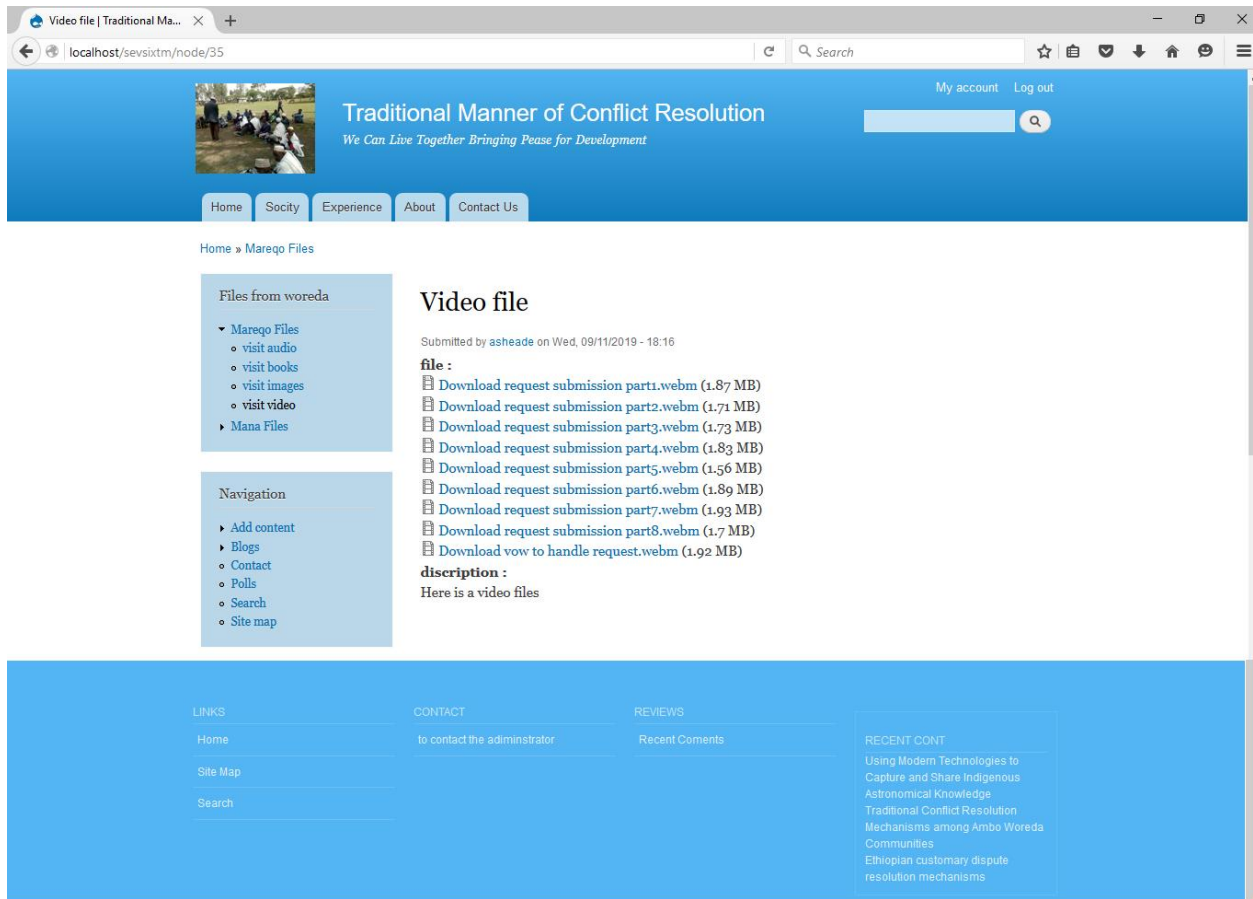 Video file | Traditional Ma...
localhost/sevsixtm/node/35
Search
My account Log out
Traditional Manner of Conflict Resolution
We Can Live Together Bringing Pease for Development
Home Socity Experience About Contact Us
Home » Mareqo Files
Files from woreda
Mareqo Files
visit audio
visit books
visit images
visit video
Mana Files
Navigation
Add content
Blogs
Contact
Polls
Search
Site map
Video file
Submitted by asheade on Wed, 09/11/2019 - 18:16
file :
Download request submission part1.webm (1.87 MB)
Download request submission part2.webm (1.71 MB)
Download request submission part3.webm (1.73 MB)
Download request submission part4.webm (1.83 MB)
Download request submission part5.webm (1.56 MB)
Download request submission part6.webm (1.89 MB)
Download request submission part7.webm (1.93 MB)
Download request submission part8.webm (1.7 MB)
Download vow to handle request.webm (1.92 MB)
discription :
Here is a video files
LINKS
Home
Site Map
Search
CONTACT
to contact the adiminstrator
REVIEWS
Recent Coments
RECENT CONT
Using Modern Technologies to
Capture and Share Indigenous
Astronomical Knowledge
Traditional Conflict Resolution
Mechanisms among Ambo Woreda
Communities
Ethiopian customary dispute
resolution mechanisms